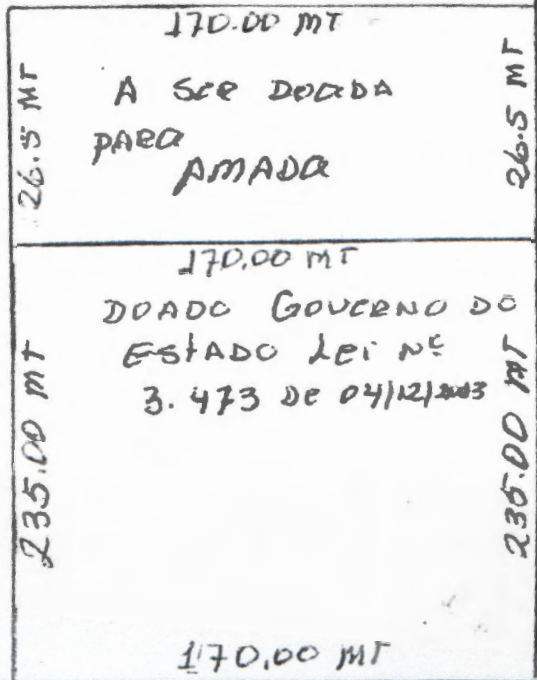 170.00 MT
26.5 MT
A SER DOADA
PARA
AMADA
26.5 MT
170.00 MT
DOADO GOVERNO DO
ESTADO LEI Nº
3.473 DE 04/12/2003
235.00 MT
235.00 MT
170.00 MT